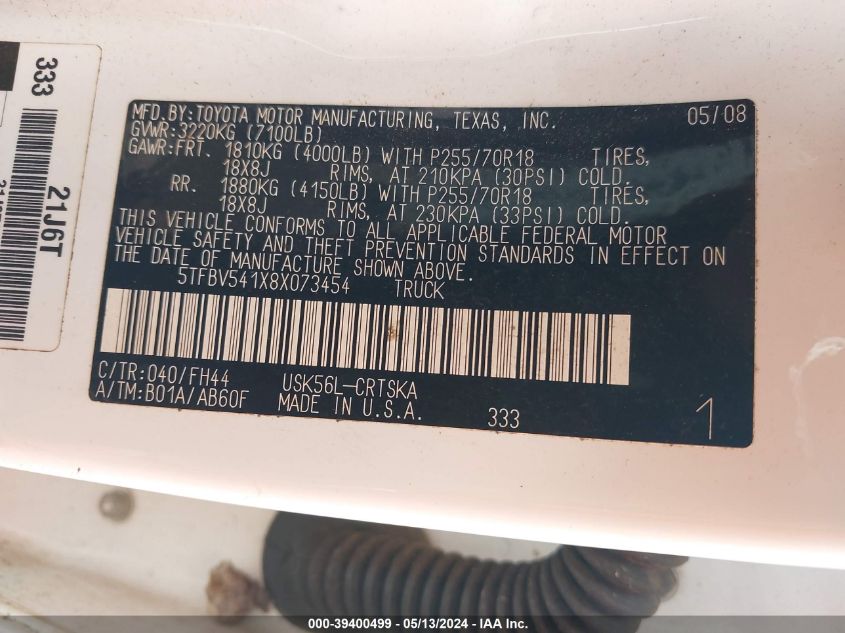 MFD.BY:TOYOTA MOTOR MANUFACTURING, TEXAS, INC. 05/08
GVWR:3220KG (7100LB)
GAWR:FRT. 1810KG (4000LB) WITH P255/70R18 TIRES,
18X8J RIMS, AT 210KPA (30PSI) COLD.
RR. 1880KG (4150LB) WITH P255/70R18 TIRES,
18X8J RIMS, AT 230KPA (33PSI) COLD.
THIS VEHICLE CONFORMS TO ALL APPLICABLE FEDERAL MOTOR
VEHICLE SAFETY AND THEFT PREVENTION STANDARDS IN EFFECT ON
THE DATE OF MANUFACTURE SHOWN ABOVE.
5TFBV541X8X073454 TRUCK
C/TR:040/FH44 USK56L-CRTSKA
A/TM:B01A/AB60F MADE IN U.S.A. 333 1
333
21J6T
000-39400499 - 05/13/2024 - IAA Inc.